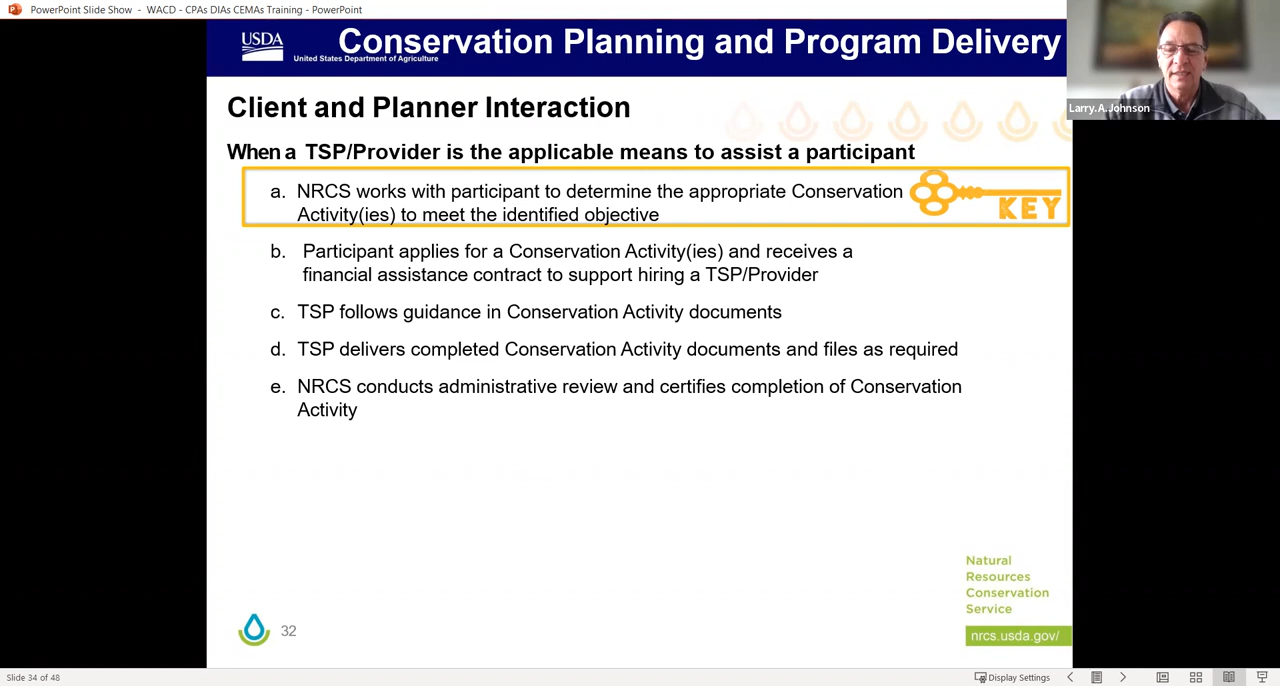 PowerPoint Slide Show - WACD - CPAs DIAs CEMAs Training - PowerPoint
USDA
United States Department of Agriculture
Conservation Planning and Program Delivery
Larry.A.Johnson
Client and Planner Interaction
When a TSP/Provider is the applicable means to assist a participant
a. NRCS works with participant to determine the appropriate Conservation
Activity(ies) to meet the identified objective
KEY
b. Participant applies for a Conservation Activity(ies) and receives a
financial assistance contract to support hiring a TSP/Provider
c. TSP follows guidance in Conservation Activity documents
d. TSP delivers completed Conservation Activity documents and files as required
e. NRCS conducts administrative review and certifies completion of Conservation
Activity
Natural
Resources
Conservation
Service
nrcs.usda.gov/
32
Slide 34 of 48
Display Settings